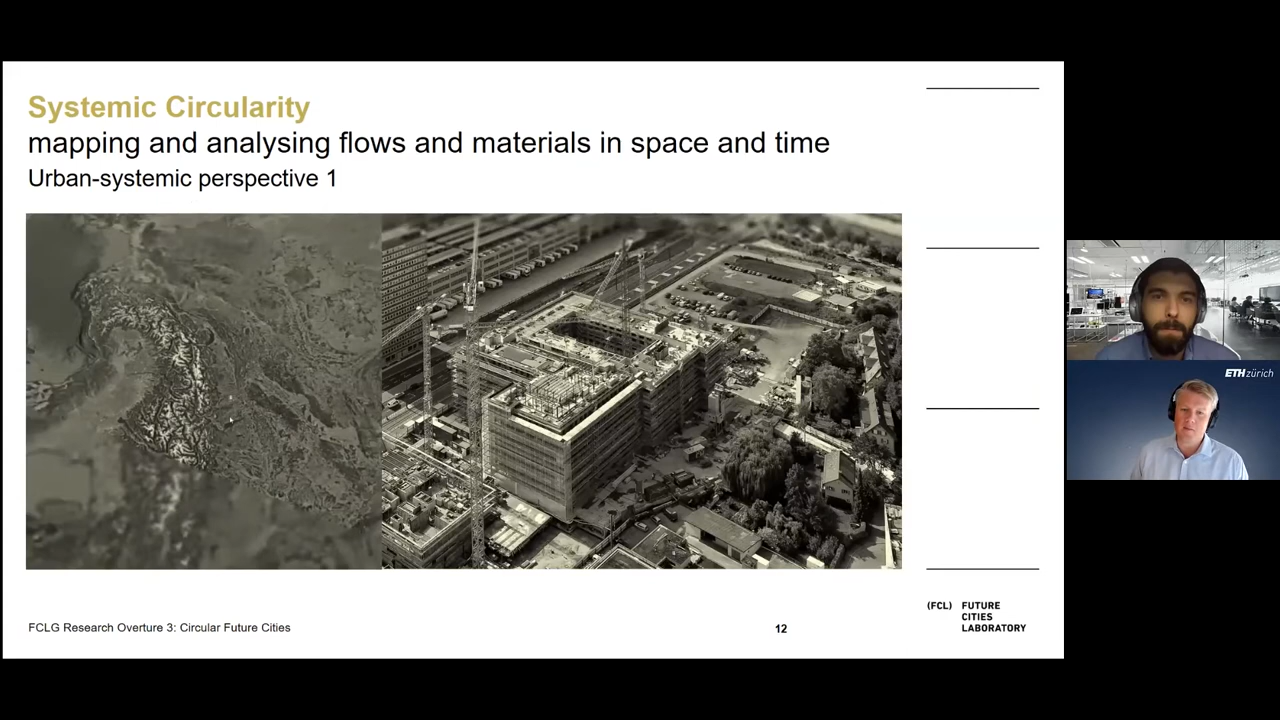 Systemic Circularity
mapping and analysing flows and materials in space and time
Urban-systemic perspective 1
FCLG Research Overture 3: Circular Future Cities
12
(FCL) FUTURE
CITIES
LABORATORY
ETH zürich